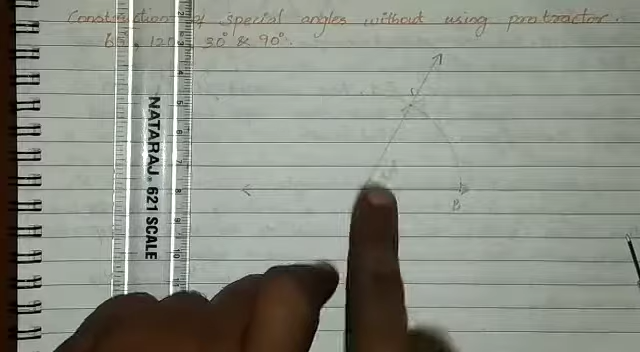 Construction of special angles without using protractor.
60°, 120°, 30° & 90°.
NATARAJ 621 SCALE
B